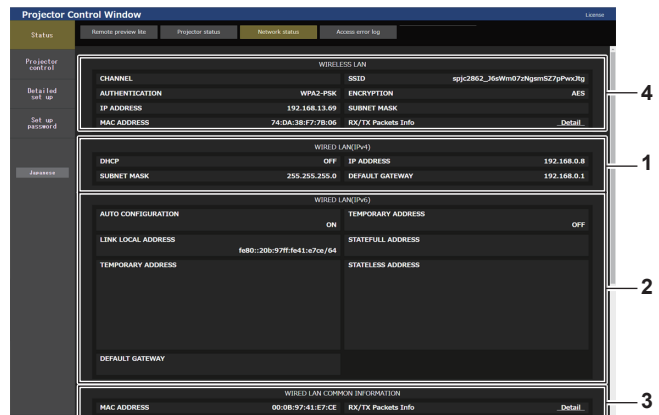 Projector Control Window License
Status Remote preview lite Projector status Network status Access error log
Projector
control
Detailed
set up
Set up
password
Japanese
WIRELESS LAN
CHANNEL SSID spjc2862_J6sWm07zNgsmSZ7pPwxJtg
AUTHENTICATION WPA2-PSK ENCRYPTION AES
IP ADDRESS 192.168.13.69 SUBNET MASK
MAC ADDRESS 74:DA:38:F7:7B:06 RX/TX Packets Info Detail
4
WIRED LAN(IPv4)
DHCP OFF IP ADDRESS 192.168.0.8
SUBNET MASK 255.255.255.0 DEFAULT GATEWAY 192.168.0.1
1
WIRED LAN(IPv6)
AUTO CONFIGURATION TEMPORARY ADDRESS
ON OFF
LINK LOCAL ADDRESS STATEFULL ADDRESS
fe80::20b:97ff:fe41:e7ce/64
TEMPORARY ADDRESS STATELESS ADDRESS
2
DEFAULT GATEWAY
WIRED LAN COMMON INFORMATION
MAC ADDRESS 00:0B:97:41:E7:CE RX/TX Packets Info Detail
3